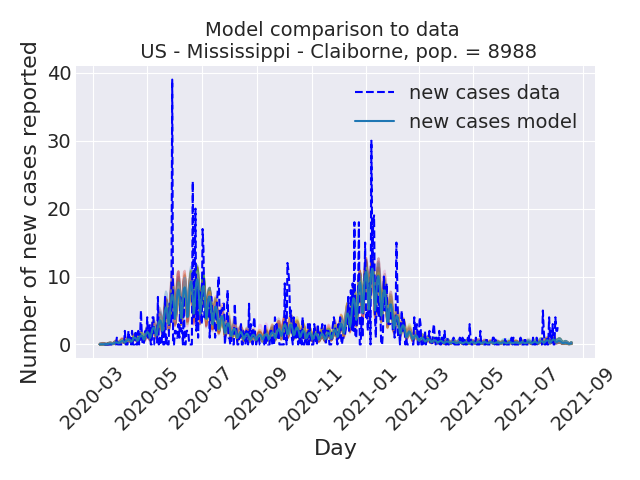 Model comparison to data
US - Mississippi - Claiborne, pop. = 8988
Number of new cases reported
40
30
20
10
0
new cases data
new cases model
2020-03
2020-05
2020-07
2020-09
2020-11
2021-01
2021-03
2021-05
2021-07
2021-09
Day